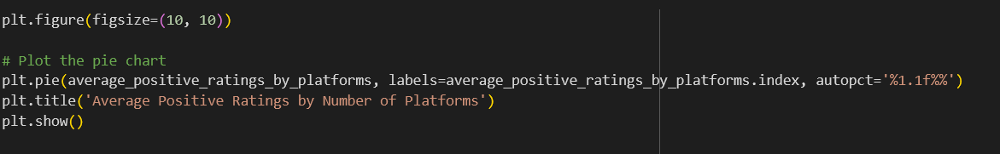 plt.figure(figsize=(10, 10))
# Plot the pie chart
plt.pie(average_positive_ratings_by_platforms, labels=average_positive_ratings_by_platforms.index, autopct='%1.1f%%')
plt.title('Average Positive Ratings by Number of Platforms')
plt.show()